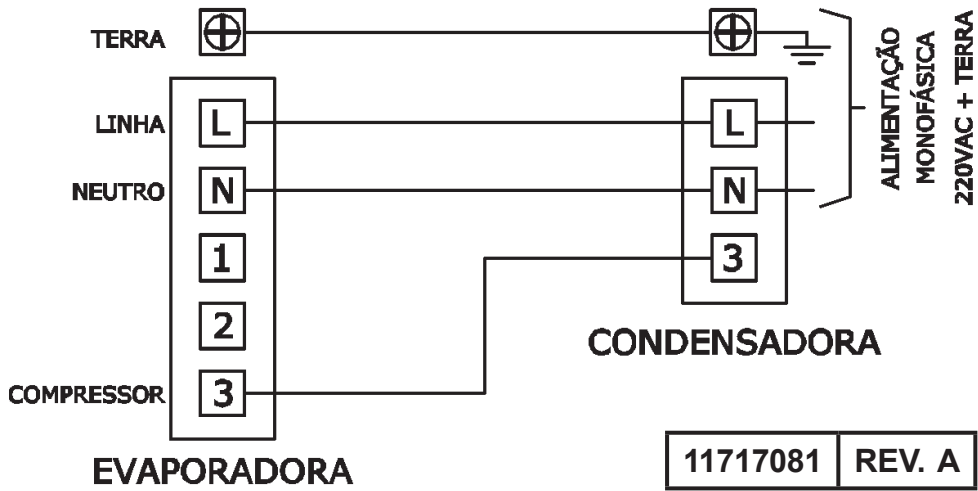 TERRA
LINHA
NEUTRO
COMPRESSOR
L
N
1
2
3
EVAPORADORA
L
N
3
CONDENSADORA
ALIMENTAÇÃO
MONOFÁSICA
220VAC + TERRA
11717081
REV. A